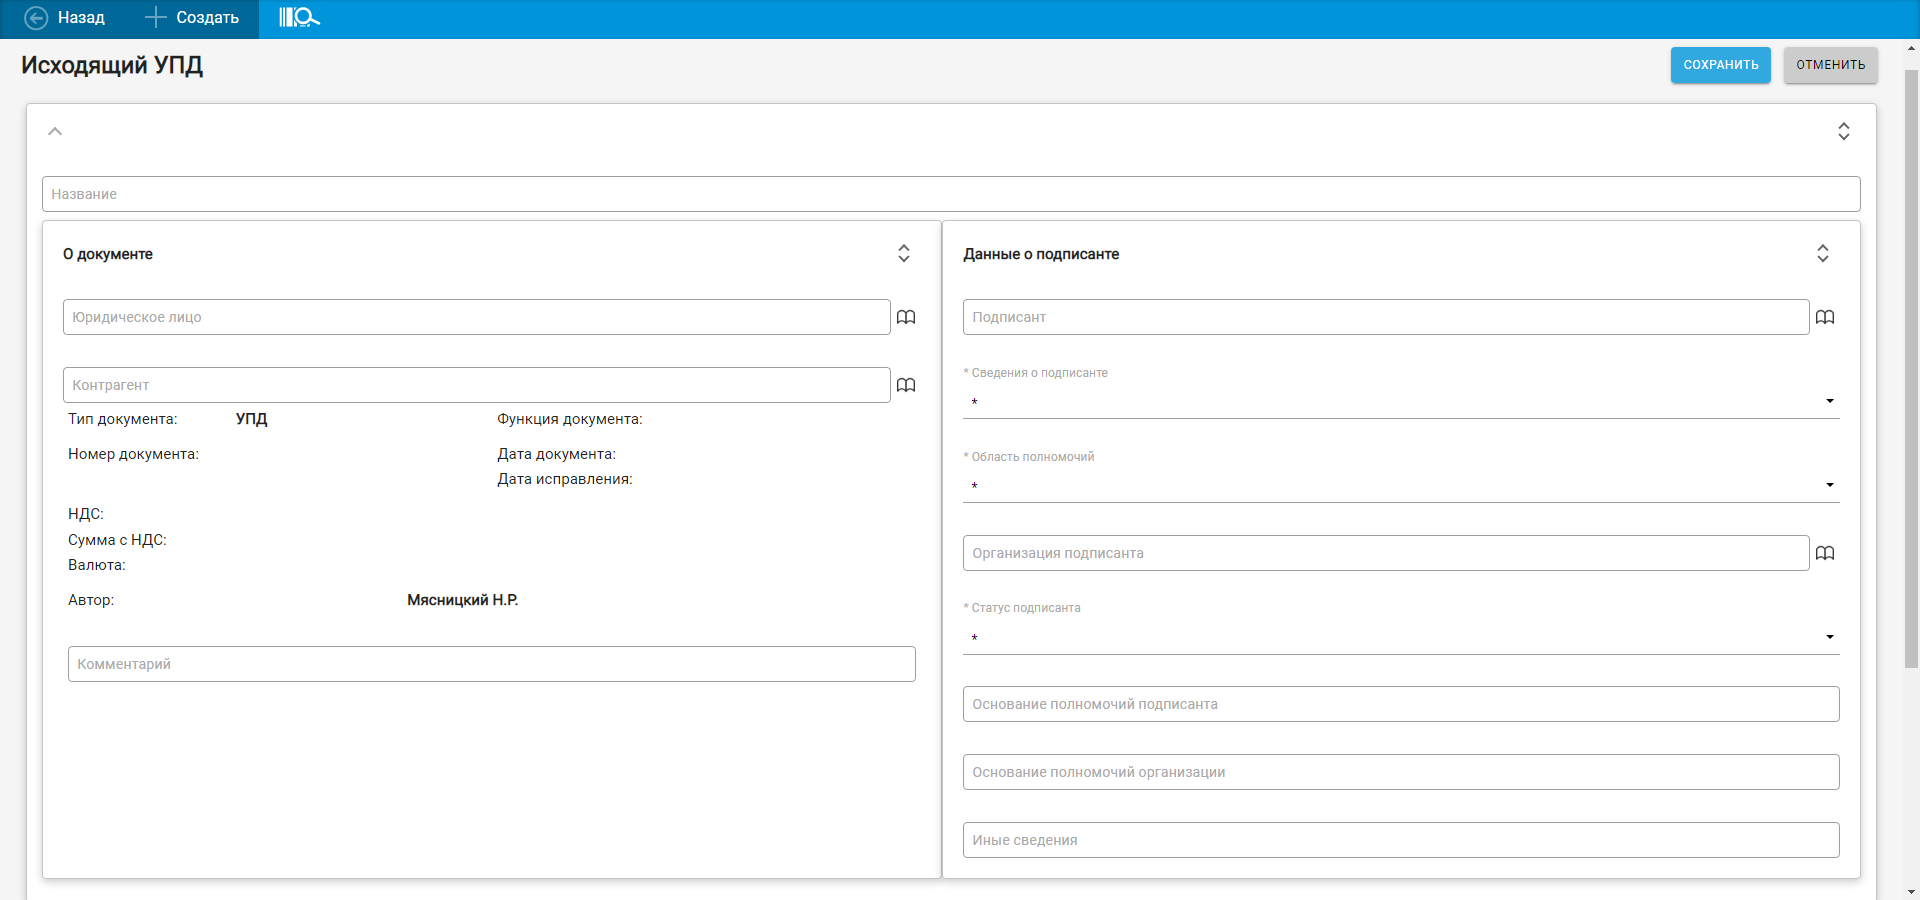 Назад
Создать
Исходящий УПД
СОХРАНИТЬ
ОТМЕНИТЬ
Название
О документе
Юридическое лицо
Контрагент
Тип документа: УПД Функция документа:
Номер документа: Дата документа:
Дата исправления:
НДС:
Сумма с НДС:
Валюта:
Автор: Мясницкий Н.Р.
Комментарий
Данные о подписанте
Подписант
* Сведения о подписанте
*
* Область полномочий
*
Организация подписанта
* Статус подписанта
*
Основание полномочий подписанта
Основание полномочий организации
Иные сведения